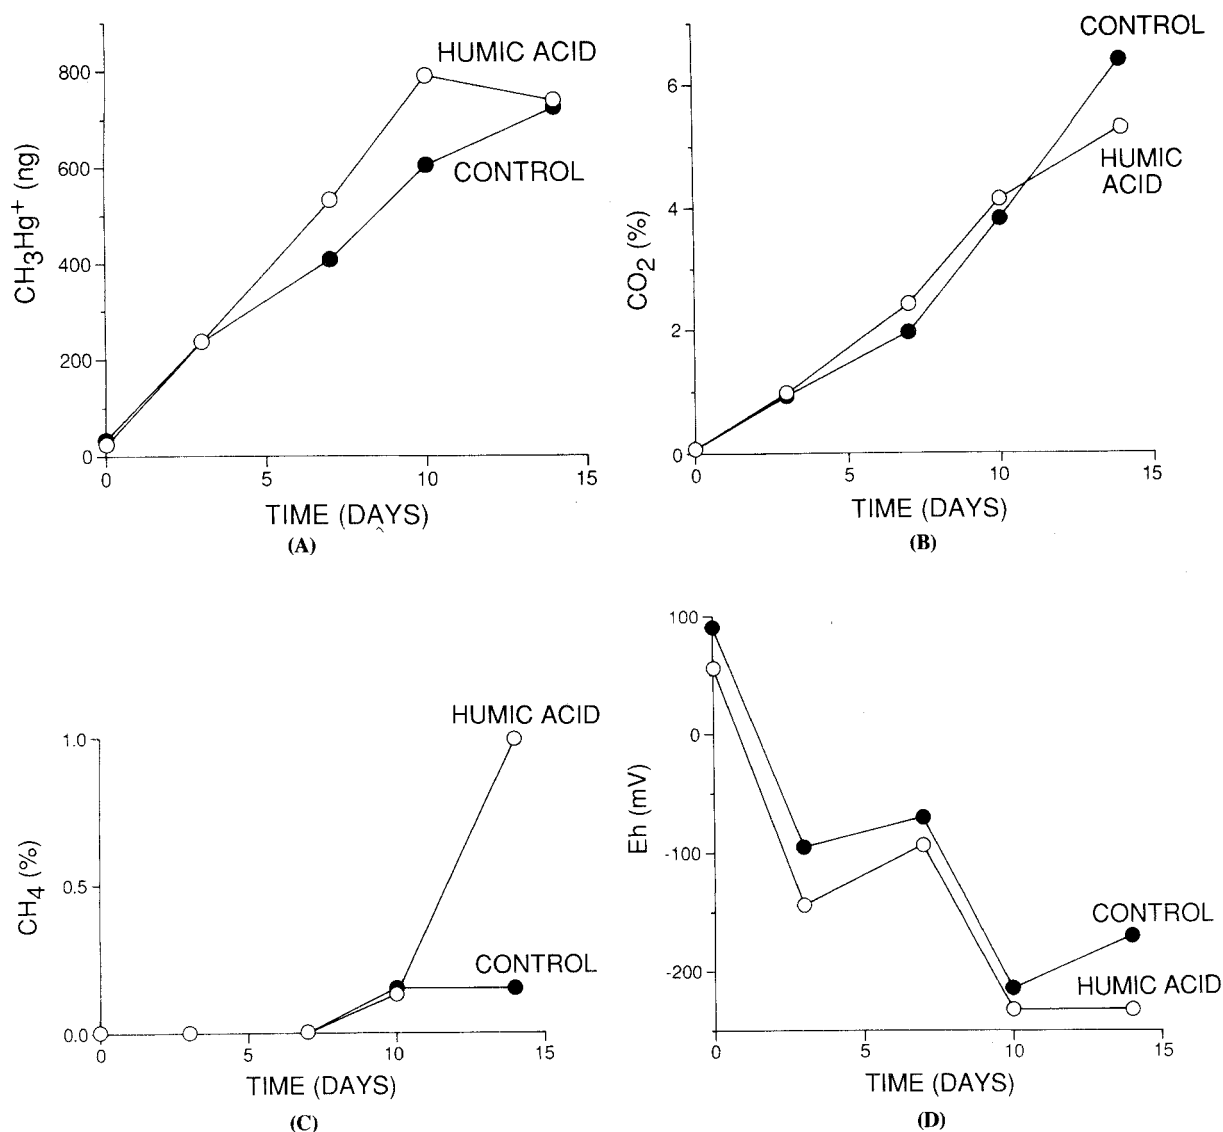 HUMIC ACID
800
600
400
200
0
CH3Hg+ (ng)
CONTROL
0 5 10 15
TIME (DAYS)
(A)
CONTROL
6
4
2
0
CO2 (%)
HUMIC
ACID
0 5 10 15
TIME (DAYS)
(B)
HUMIC ACID
1.0
0.5
0.0
CH4 (%)
CONTROL
0 5 10 15
TIME (DAYS)
(C)
100
0
-100
-200
Eh (mV)
CONTROL
HUMIC ACID
0 5 10 15
TIME (DAYS)
(D)